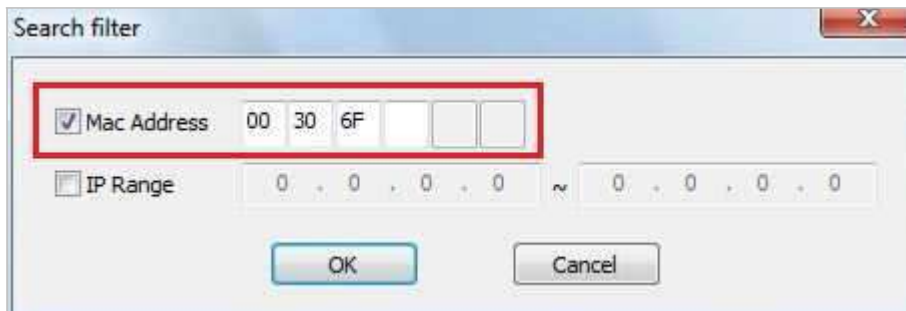 Search filter
Mac Address 00 30 6F
IP Range 0 . 0 . 0 . 0 ~ 0 . 0 . 0 . 0
OK Cancel